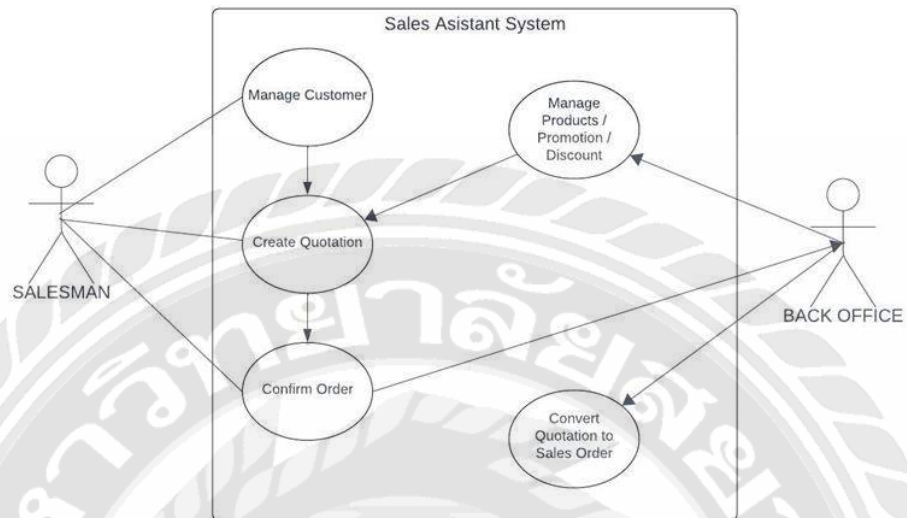 Sales Asistant System
Manage Customer
Manage
Products /
Promotion /
Discount
Create Quotation
SALESMAN
BACK OFFICE
Confirm Order
Convert
Quotation to
Sales Order